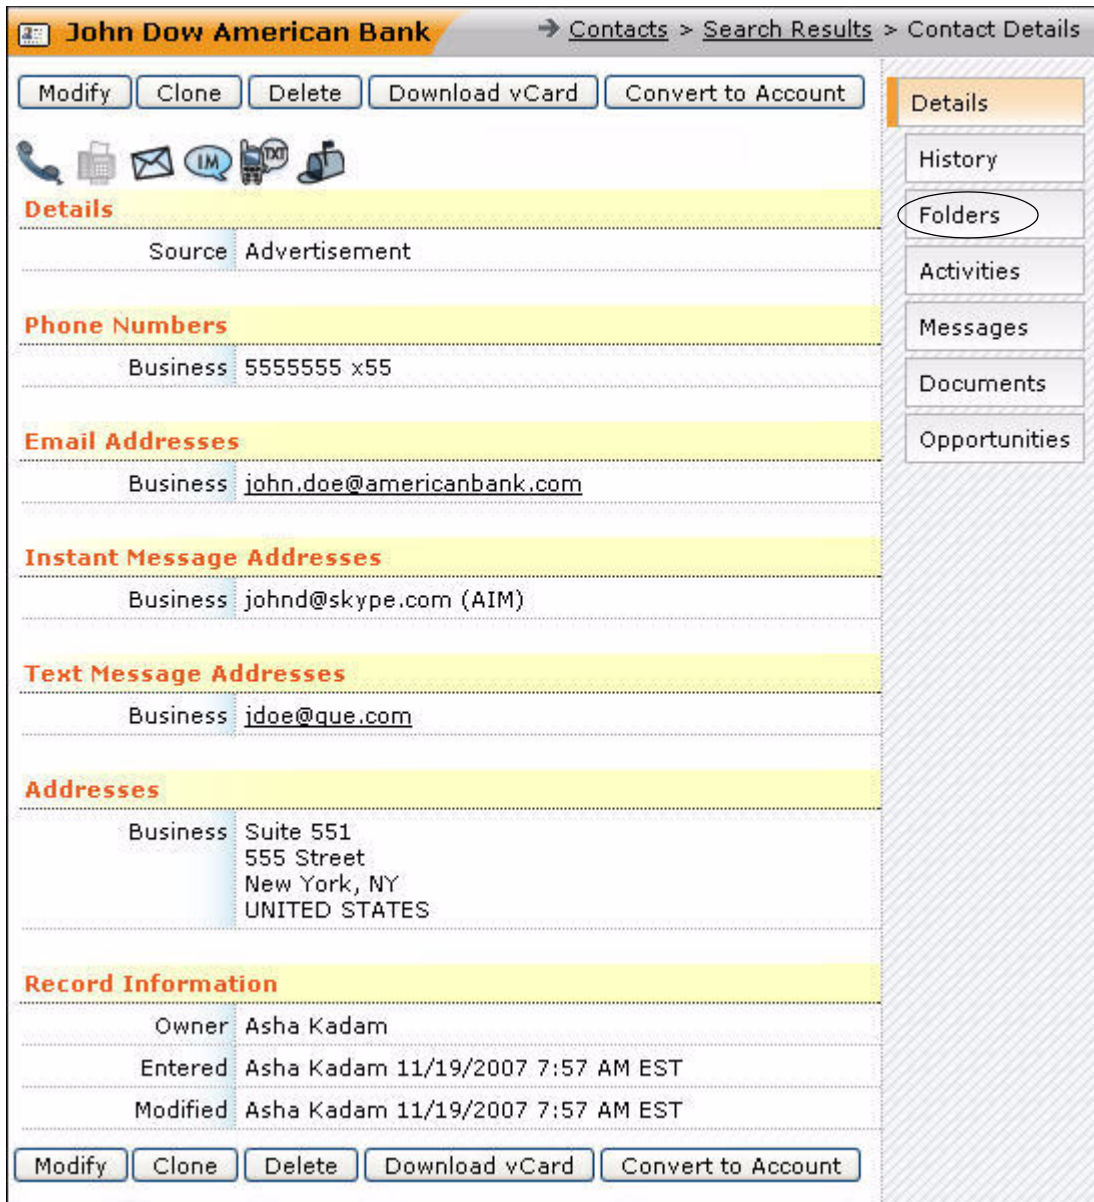 John Dow American Bank
→ Contacts > Search Results > Contact Details
Modify Clone Delete Download vCard Convert to Account
IM TXT
Details
Source Advertisement
Phone Numbers
Business 5555555 x55
Email Addresses
Business john.doe@americanbank.com
Instant Message Addresses
Business johnd@skype.com (AIM)
Text Message Addresses
Business jdoe@que.com
Addresses
Business Suite 551
555 Street
New York, NY
UNITED STATES
Record Information
Owner Asha Kadam
Entered Asha Kadam 11/19/2007 7:57 AM EST
Modified Asha Kadam 11/19/2007 7:57 AM EST
Modify Clone Delete Download vCard Convert to Account
Details
History
Folders
Activities
Messages
Documents
Opportunities